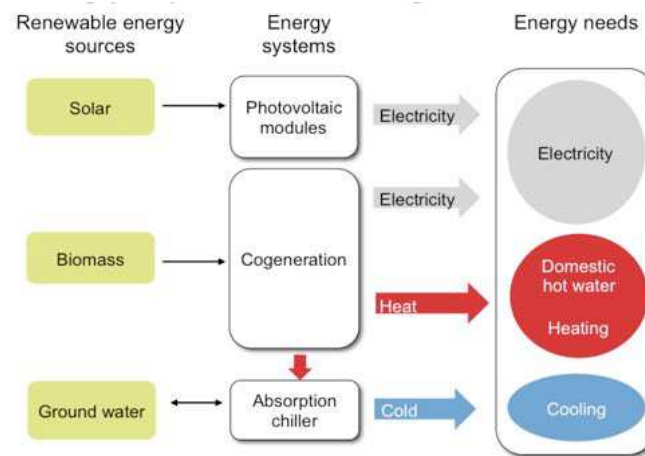 Renewable energy
sources
Energy
systems
Energy needs
Solar
Photovoltaic
modules
Electricity
Electricity
Electricity
Biomass
Cogeneration
Heat
Domestic
hot water
Heating
Ground water
Absorption
chiller
Cold
Cooling